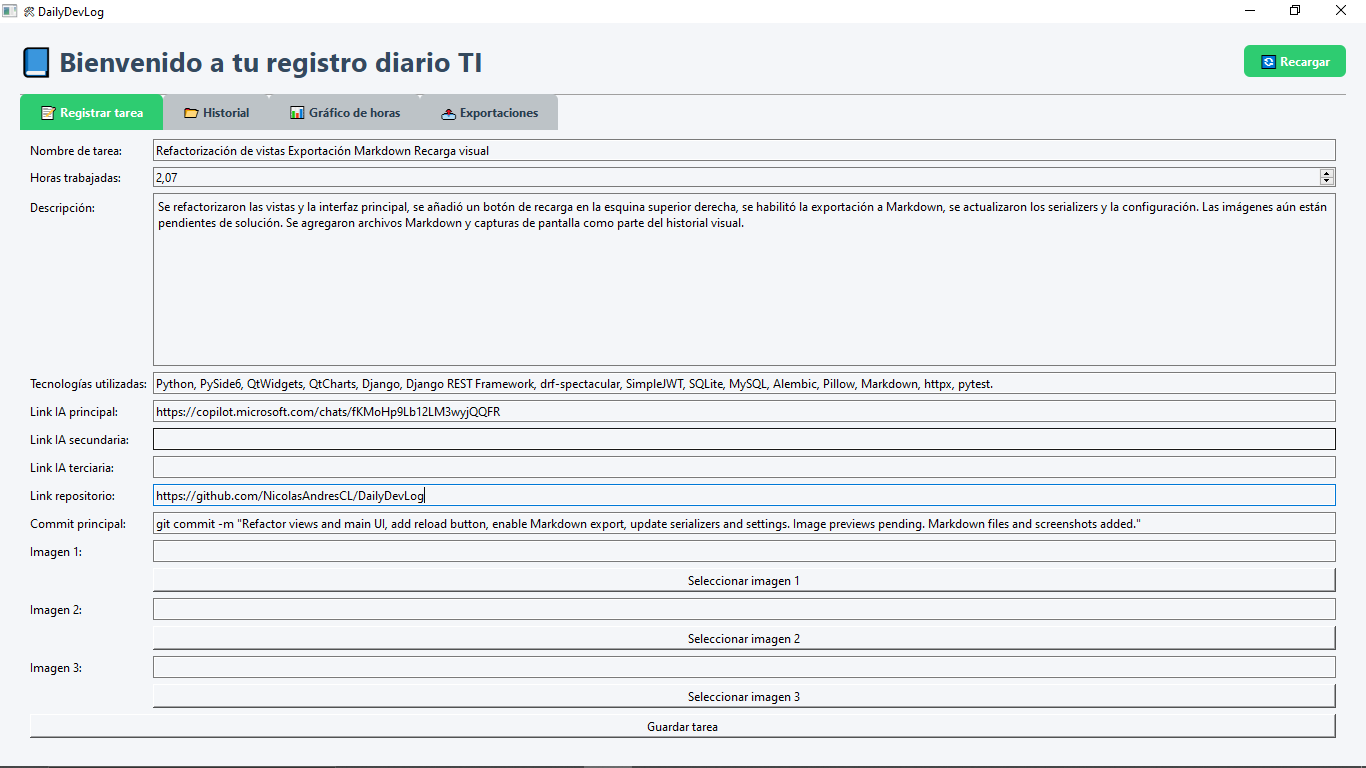 DailyDevLog
Bienvenido a tu registro diario TI
Recargar
Registrar tarea
Historial
Gráfico de horas
Exportaciones
Nombre de tarea: Refactorización de vistas Exportación Markdown Recarga visual
Horas trabajadas: 2,07
Descripción: Se refactorizaron las vistas y la interfaz principal, se añadió un botón de recarga en la esquina superior derecha, se habilitó la exportación a Markdown, se actualizaron los serializers y la configuración. Las imágenes aún están
pendientes de solución. Se agregaron archivos Markdown y capturas de pantalla como parte del historial visual.
Tecnologías utilizadas: Python, PySide6, QtWidgets, QtCharts, Django, Django REST Framework, drf-spectacular, SimpleJWT, SQLite, MySQL, Alembic, Pillow, Markdown, httpx, pytest.
Link IA principal: https://copilot.microsoft.com/chats/fKMoHp9Lb12LM3wyjQQFR
Link IA secundaria:
Link IA terciaria:
Link repositorio: https://github.com/NicolasAndresCL/DailyDevLog
Commit principal: git commit -m "Refactor views and main UI, add reload button, enable Markdown export, update serializers and settings. Image previews pending. Markdown files and screenshots added."
Imagen 1:
Seleccionar imagen 1
Imagen 2:
Seleccionar imagen 2
Imagen 3:
Seleccionar imagen 3
Guardar tarea